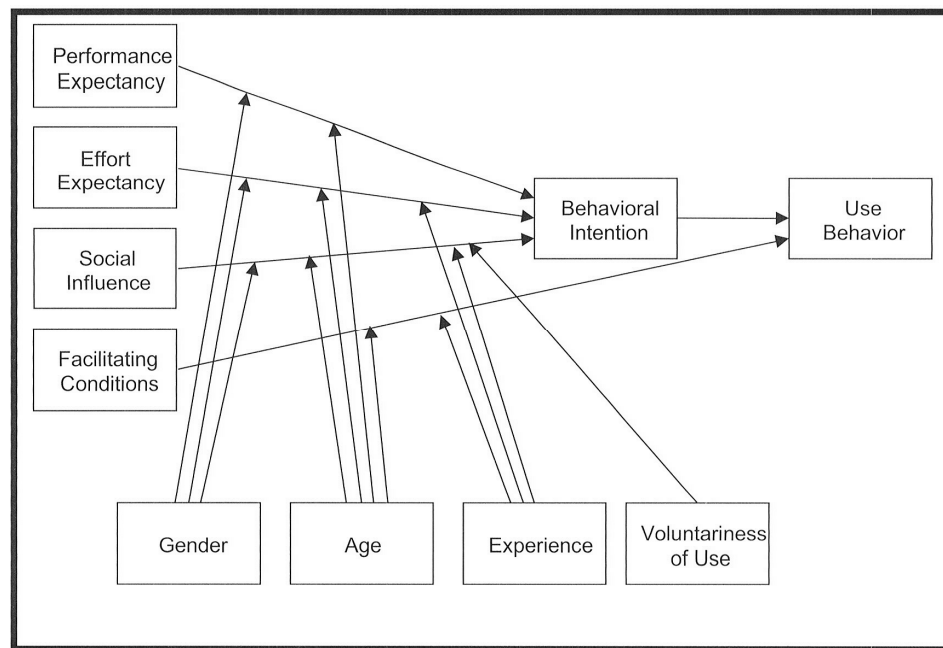 Performance
Expectancy
Effort
Expectancy
Social
Influence
Facilitating
Conditions
Behavioral
Intention
Use
Behavior
Gender
Age
Experience
Voluntariness
of Use